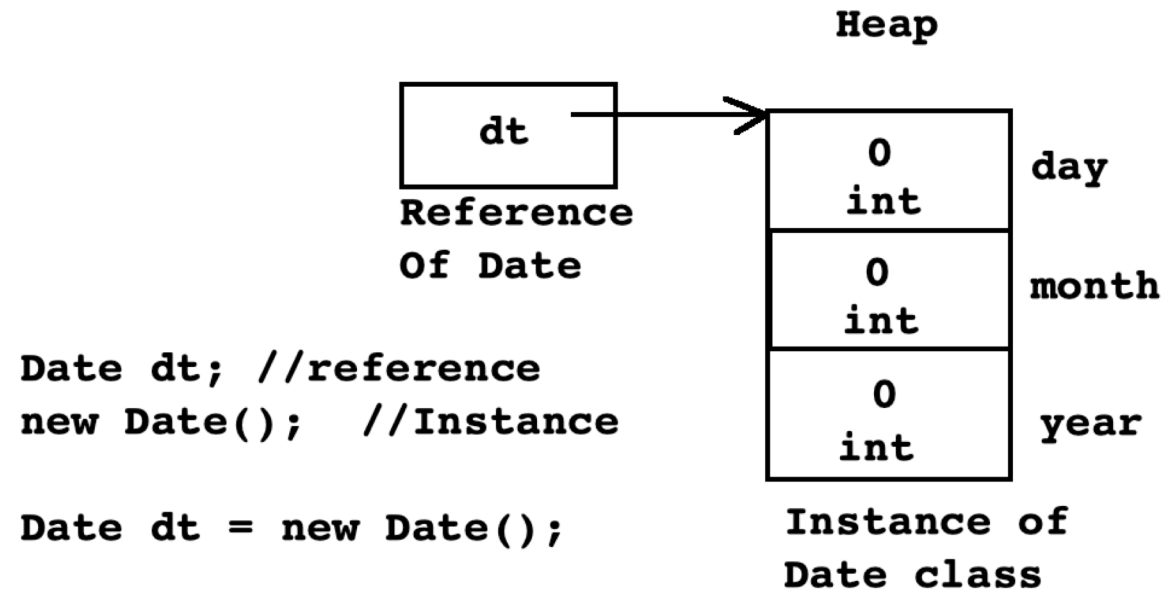 Heap
dt
Reference
Of Date
0
int
day
0
int
month
0
int
year
Instance of
Date class
Date dt; //reference
new Date();  //Instance
Date dt = new Date();